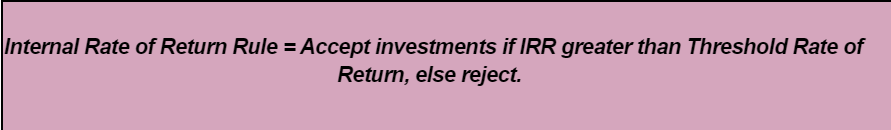 Internal Rate of Return Rule = Accept investments if IRR greater than Threshold Rate of
Return, else reject.